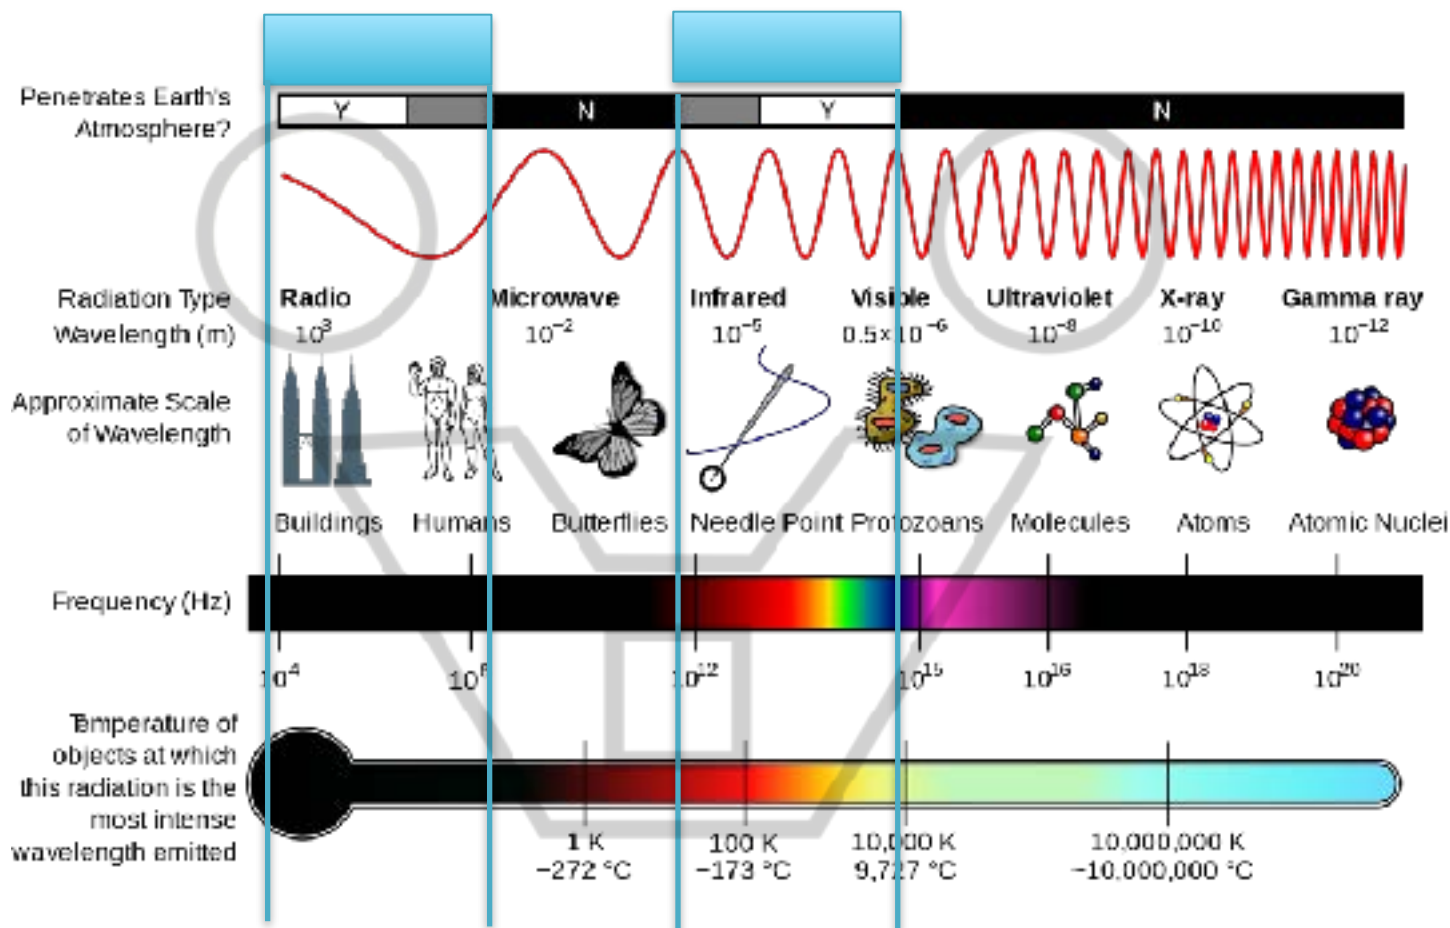 Penetrates Earth's
Atmosphere?
Y N Y N
Radiation Type Radio Microwave Infrared Visible Ultraviolet X-ray Gamma ray
Wavelength (m) 10³ 10⁻² 10⁻⁵ 0.5×10⁻⁶ 10⁻⁸ 10⁻¹⁰ 10⁻¹²
Approximate Scale
of Wavelength
Buildings Humans Butterflies Needle Point Protozoans Molecules Atoms Atomic Nuclei
Frequency (Hz)
10⁴ 10⁸ 10¹² 10¹⁵ 10¹⁶ 10¹⁸ 10²⁰
Temperature of
objects at which
this radiation is the
most intense
wavelength emitted
1 K 100 K 10,000 K 10,000,000 K
−272 °C −173 °C 9,727 °C ~10,000,000 °C